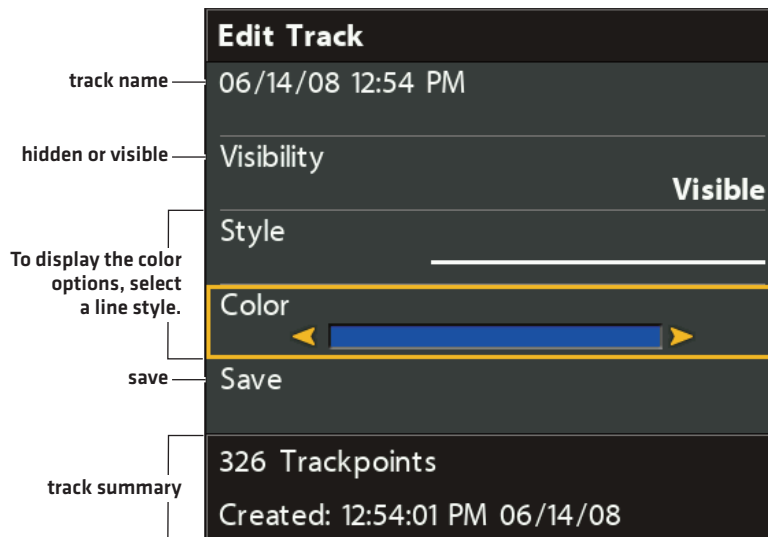 Edit Track
track name
06/14/08 12:54 PM
hidden or visible
Visibility
Visible
To display the color
options, select
a line style.
Style
Color
save
Save
track summary
326 Trackpoints
Created: 12:54:01 PM 06/14/08